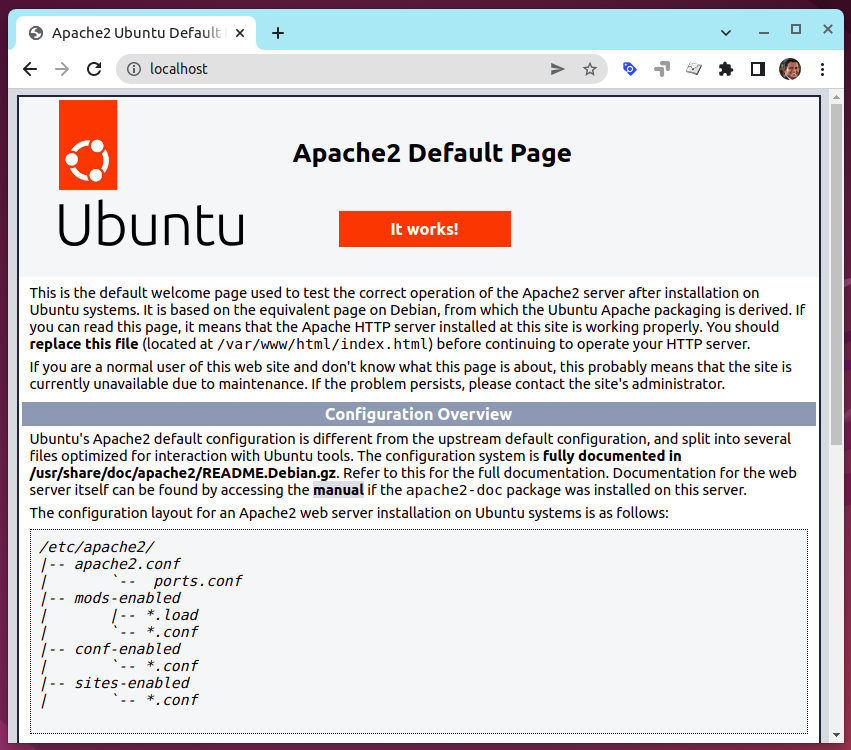 Apache2 Ubuntu Default
localhost
Apache2 Default Page
Ubuntu
It works!
This is the default welcome page used to test the correct operation of the Apache2 server after installation on
Ubuntu systems. It is based on the equivalent page on Debian, from which the Ubuntu Apache packaging is derived. If
you can read this page, it means that the Apache HTTP server installed at this site is working properly. You should
replace this file (located at /var/www/html/index.html) before continuing to operate your HTTP server.
If you are a normal user of this web site and don't know what this page is about, this probably means that the site is
currently unavailable due to maintenance. If the problem persists, please contact the site's administrator.
Configuration Overview
Ubuntu's Apache2 default configuration is different from the upstream default configuration, and split into several
files optimized for interaction with Ubuntu tools. The configuration system is fully documented in
/usr/share/doc/apache2/README.Debian.gz. Refer to this for the full documentation. Documentation for the web
server itself can be found by accessing the manual if the apache2-doc package was installed on this server.
The configuration layout for an Apache2 web server installation on Ubuntu systems is as follows:
/etc/apache2/
|-- apache2.conf
|       `--  ports.conf
|-- mods-enabled
|       |-- *.load
|       `-- *.conf
|-- conf-enabled
|       `-- *.conf
|-- sites-enabled
|       `-- *.conf